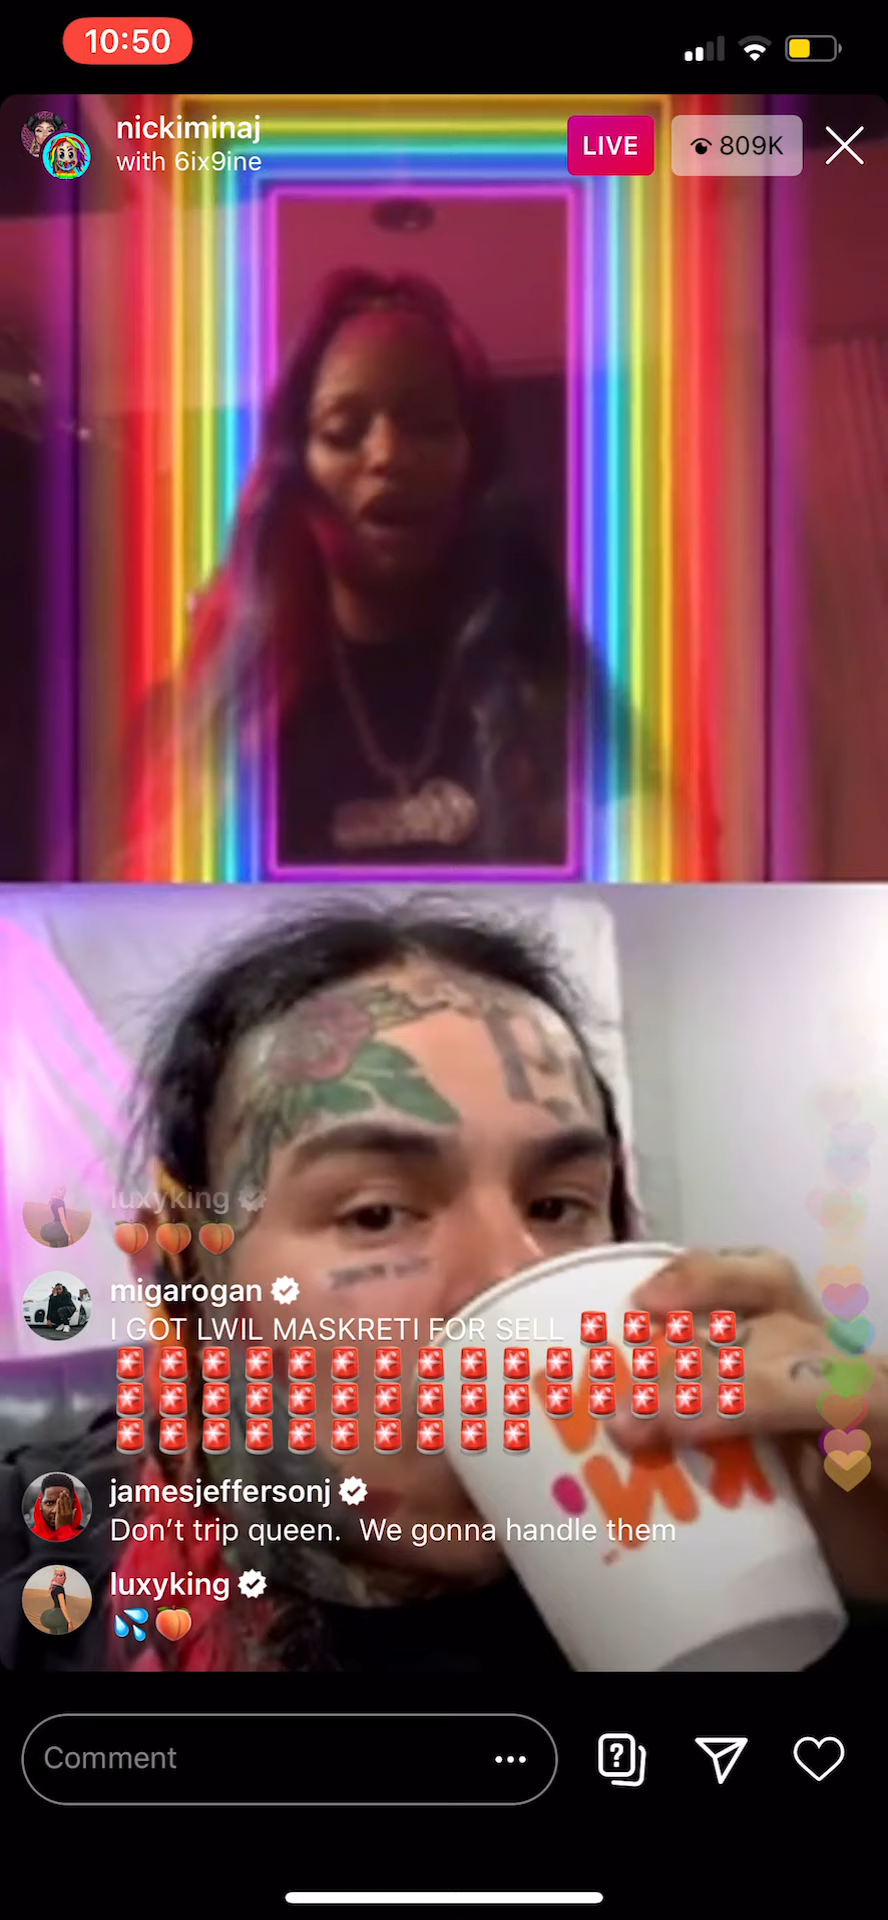 10:50
nickiminaj
with 6ix9ine
LIVE
809K
luxyking
🍑🍑🍑
migarogan
I GOT LWIL MASKRETI FOR SELL 🚨🚨🚨🚨
🚨🚨🚨🚨🚨🚨🚨🚨🚨🚨🚨🚨🚨🚨🚨
🚨🚨🚨🚨🚨🚨🚨🚨🚨🚨🚨🚨🚨🚨🚨
🚨🚨🚨🚨🚨🚨🚨🚨🚨🚨
jamesjeffersonj
Don’t trip queen.  We gonna handle them
luxyking
💦🍑
Comment